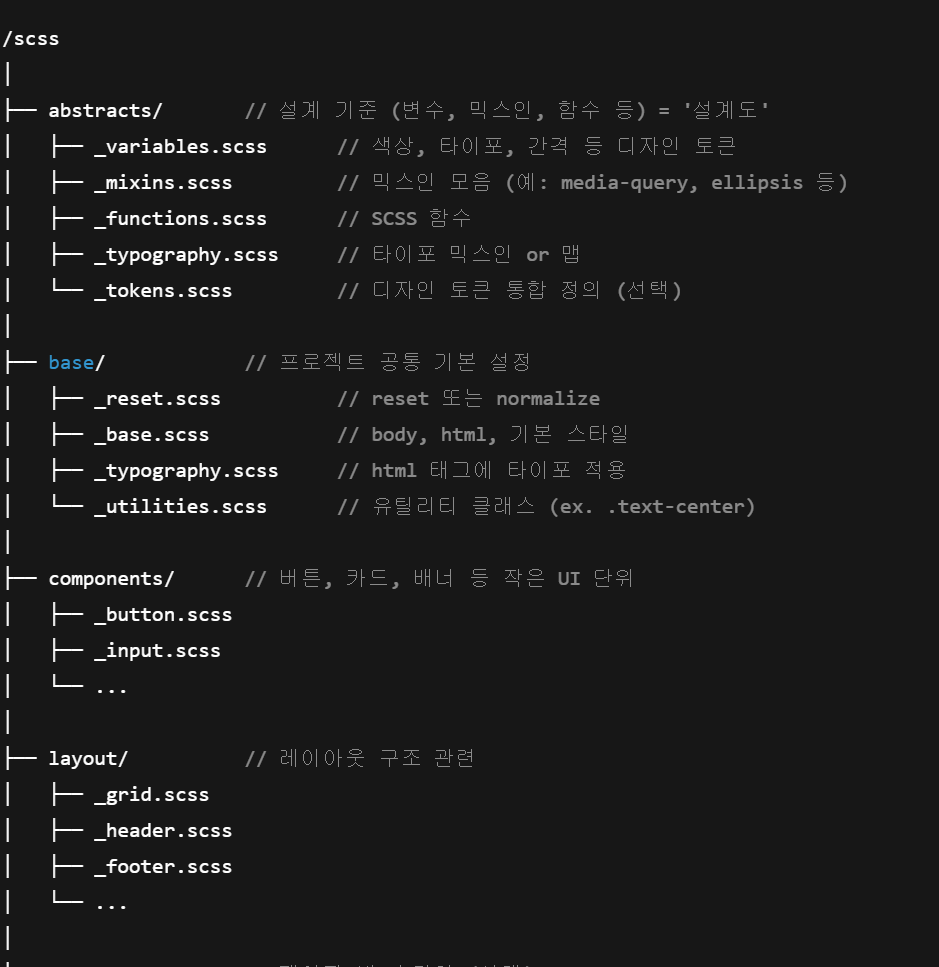 /scss
│
├── abstracts/ // 설계 기준 (변수, 믹스인, 함수 등) = '설계도'
│ ├── _variables.scss // 색상, 타이포, 간격 등 디자인 토큰
│ ├── _mixins.scss // 믹스인 모음 (예: media-query, ellipsis 등)
│ ├── _functions.scss // SCSS 함수
│ ├── _typography.scss // 타이포 믹스인 or 맵
│ └── _tokens.scss // 디자인 토큰 통합 정의 (선택)
│
├── base/ // 프로젝트 공통 기본 설정
│ ├── _reset.scss // reset 또는 normalize
│ ├── _base.scss // body, html, 기본 스타일
│ ├── _typography.scss // html 태그에 타이포 적용
│ └── _utilities.scss // 유틸리티 클래스 (ex. .text-center)
│
├── components/ // 버튼, 카드, 배너 등 작은 UI 단위
│ ├── _button.scss
│ ├── _input.scss
│ └── ...
│
├── layout/ // 레이아웃 구조 관련
│ ├── _grid.scss
│ ├── _header.scss
│ ├── _footer.scss
│ └── ...
│